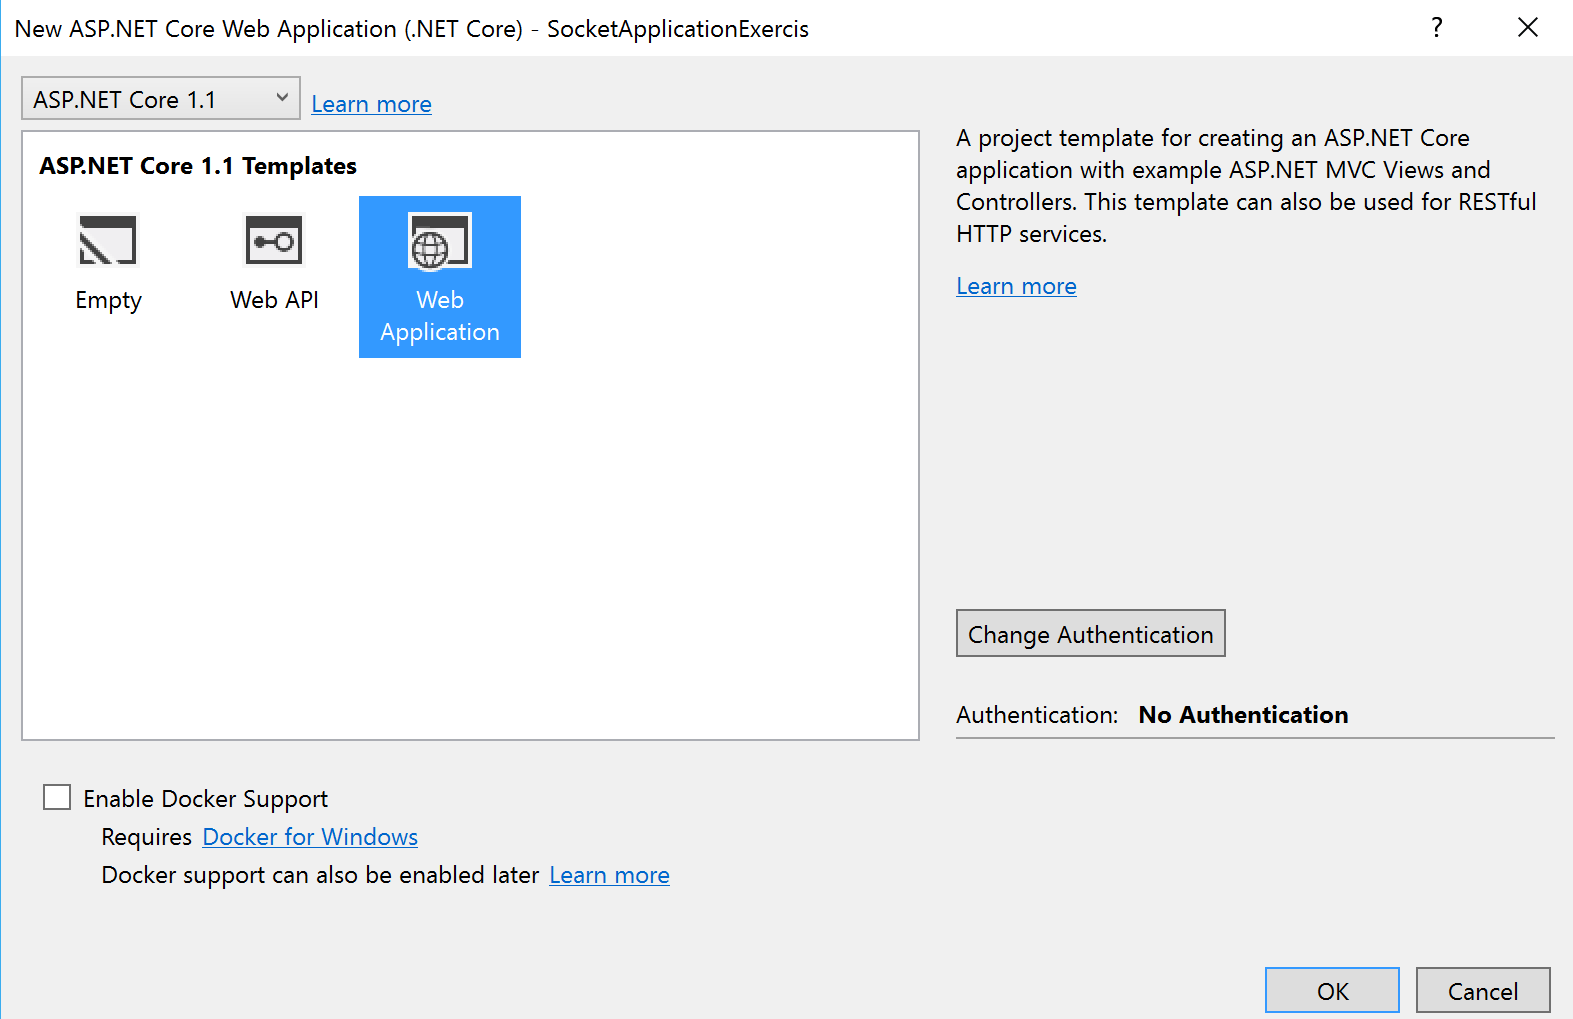 New ASP.NET Core Web Application (.NET Core) - SocketApplicationExercis
?
ASP.NET Core 1.1
Learn more
ASP.NET Core 1.1 Templates
Empty
Web API
Web
Application
A project template for creating an ASP.NET Core
application with example ASP.NET MVC Views and
Controllers. This template can also be used for RESTful
HTTP services.
Learn more
Change Authentication
Authentication: No Authentication
Enable Docker Support
Requires Docker for Windows
Docker support can also be enabled later Learn more
OK
Cancel